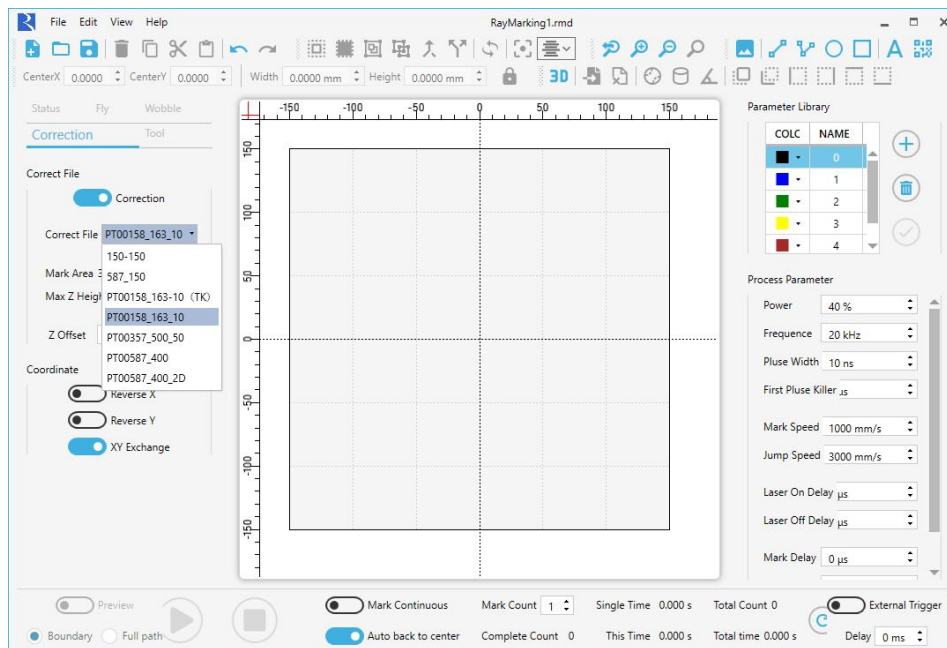 File Edit View Help RayMarking1.rmd
CenterX 0.0000 CenterY 0.0000 Width 0.0000 mm Height 0.0000 mm 3D
Status Fly Wobble
Correction Tool
Correct File
Correction
Correct File PT00158_163_10
150-150
Mark Area
587_150
Max Z Heigh PT00158_163-10（TK）
PT00158_163_10
Z Offset PT00357_500_50
PT00587_400
Coordinate
PT00587_400_2D
Reverse X
Reverse Y
XY Exchange
-150 -100 -50 0 50 100 150
150
100
50
0
-50
-100
-150
Parameter Library
COLC NAME
0
1
2
3
4
Process Parameter
Power 40 %
Frequence 20 kHz
Pluse Width 10 ns
First Pluse Killer µs
Mark Speed 1000 mm/s
Jump Speed 3000 mm/s
Laser On Delay µs
Laser Off Delay µs
Mark Delay 0 µs
Preview Mark Continuous Mark Count 1 Single Time 0.000 s Total Count 0 External Trigger
Boundary Full path Auto back to center Complete Count 0 This Time 0.000 s Total time 0.000 s Delay 0 ms